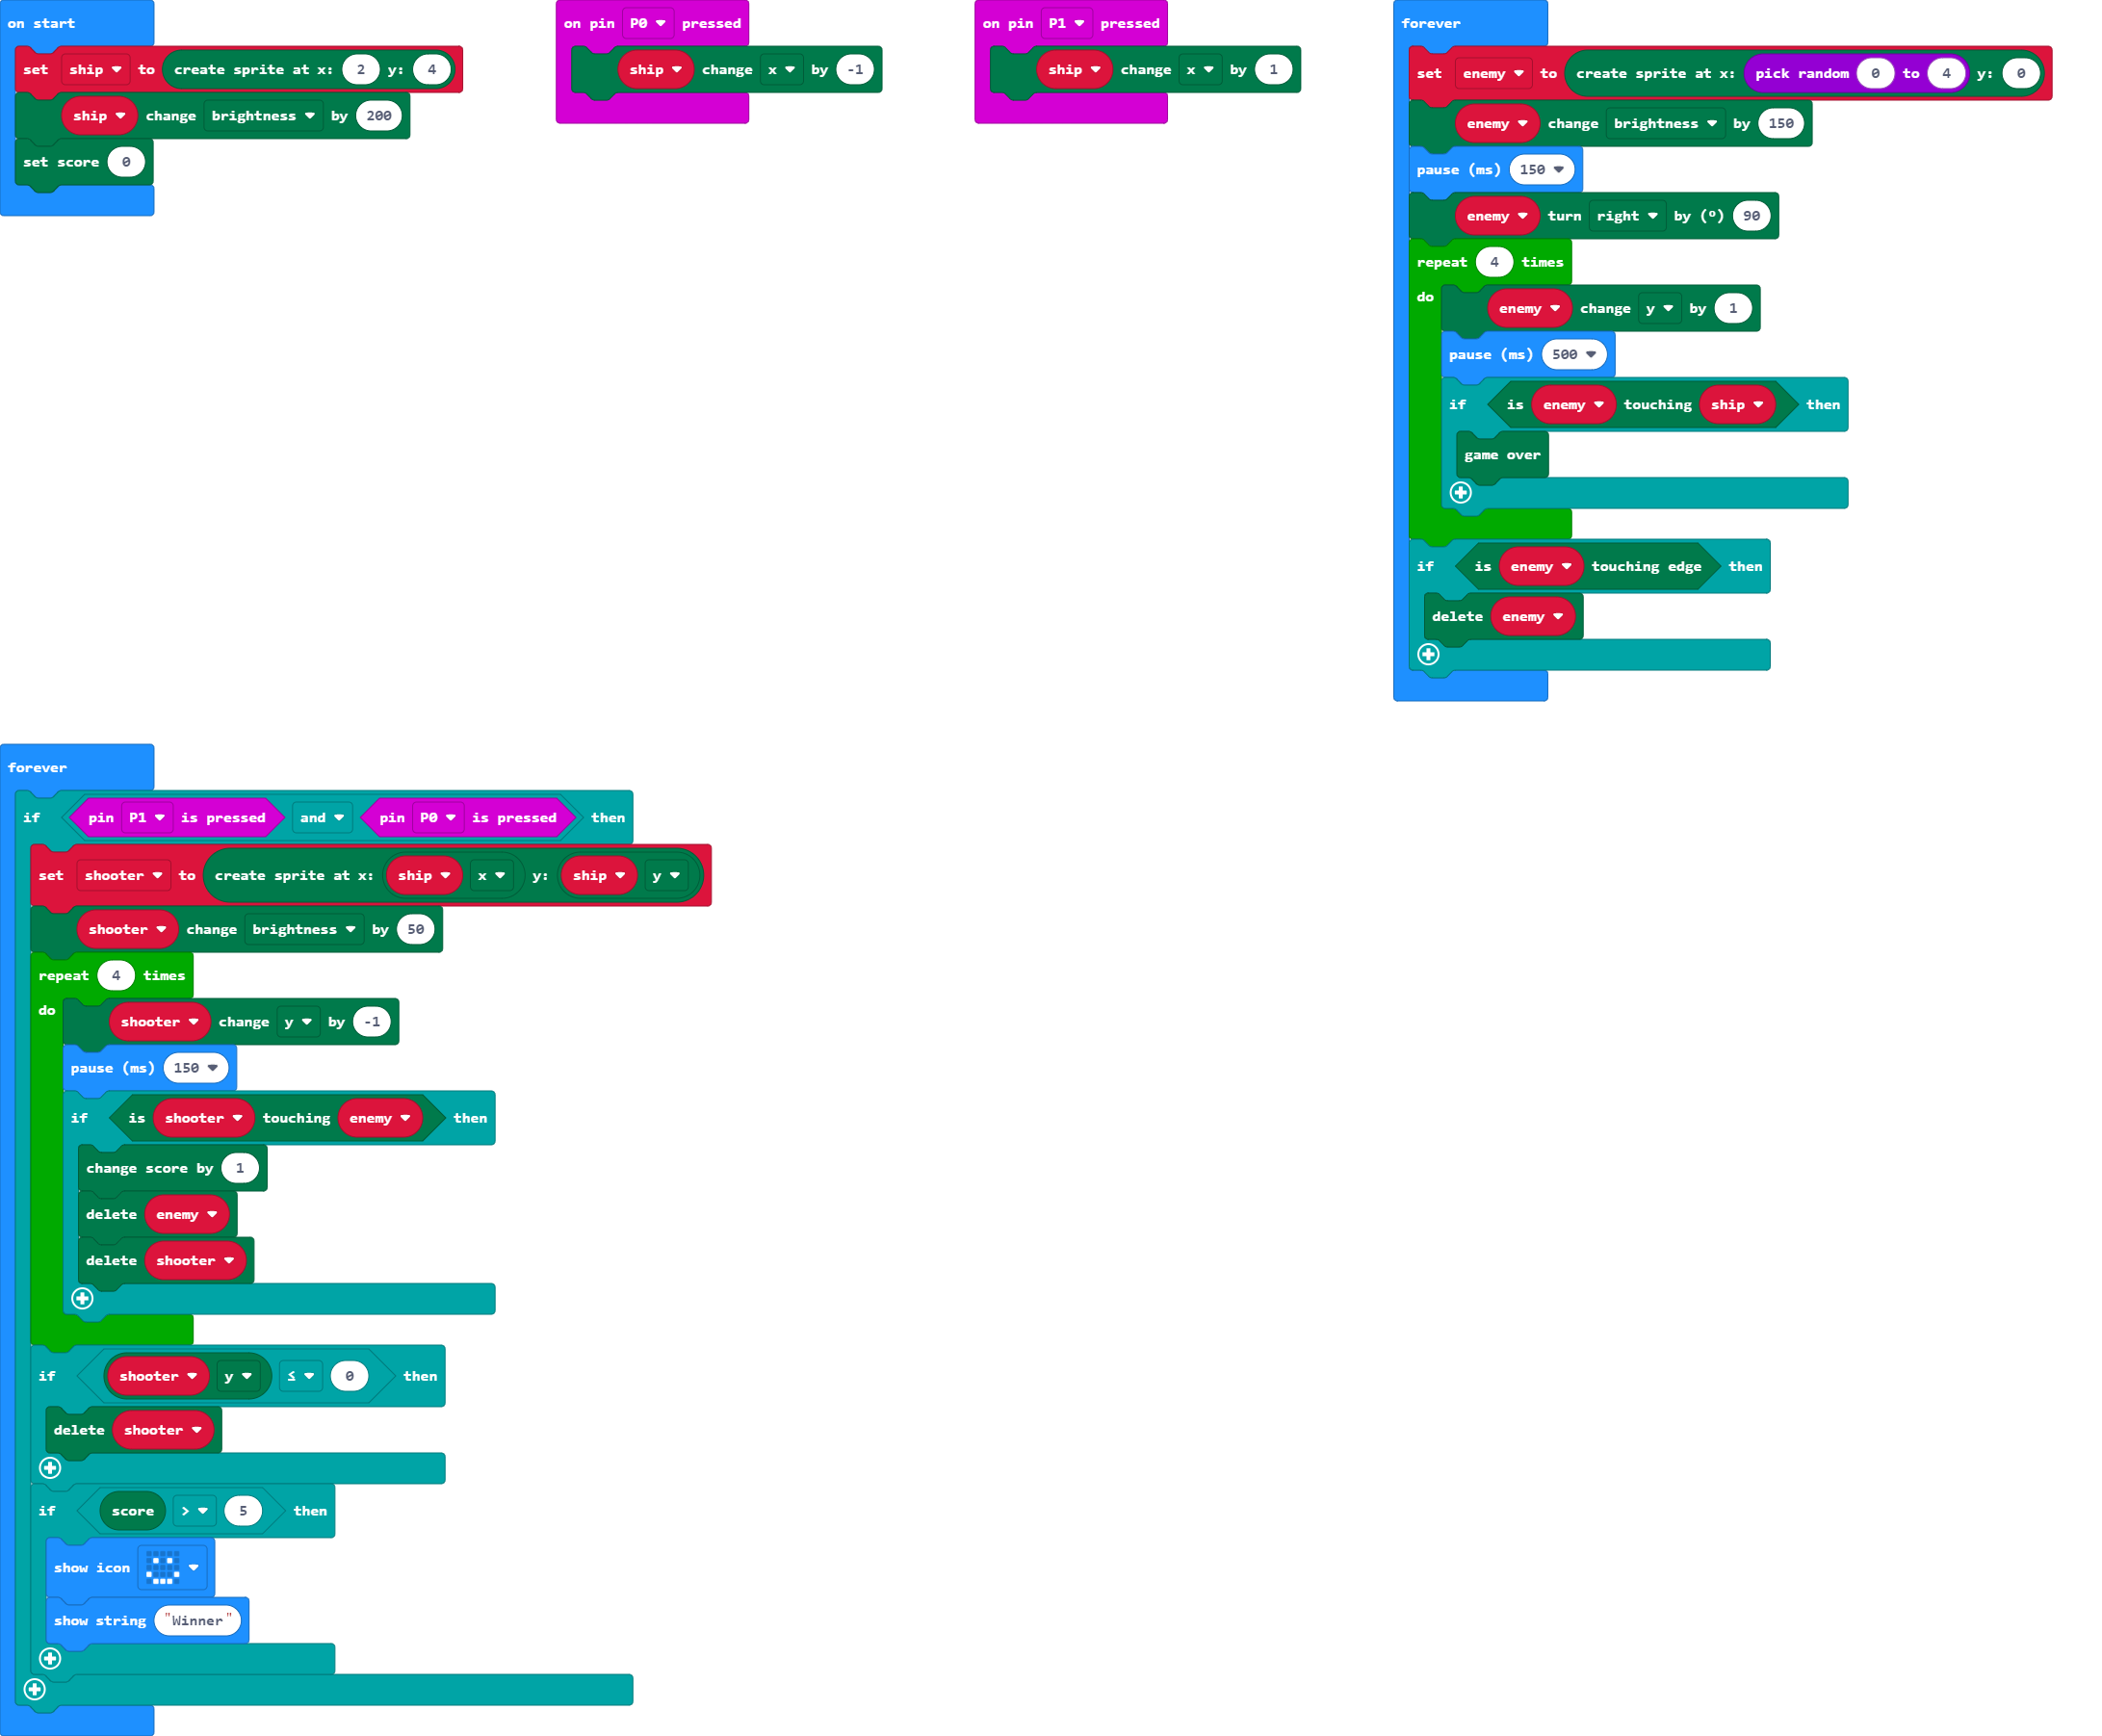 on start
set ship to create sprite at x: 2 y: 4
ship change brightness by 200
set score 0
on pin P0 pressed
ship change x by -1
on pin P1 pressed
ship change x by 1
forever
set enemy to create sprite at x: pick random 0 to 4 y: 0
enemy change brightness by 150
pause (ms) 150
enemy turn right by (º) 90
repeat 4 times
do enemy change y by 1
pause (ms) 500
if is enemy touching ship then
game over
if is enemy touching edge then
delete enemy
forever
if pin P1 is pressed and pin P0 is pressed then
set shooter to create sprite at x: ship x y: ship y
shooter change brightness by 50
repeat 4 times
do shooter change y by -1
pause (ms) 150
if is shooter touching enemy then
change score by 1
delete enemy
delete shooter
if shooter y ≤ 0 then
delete shooter
if score > 5 then
show icon
show string "Winner"